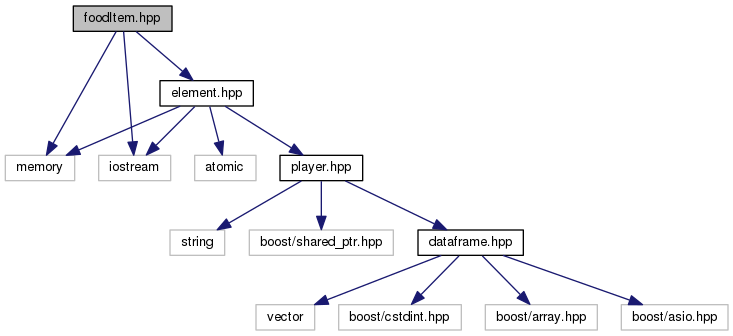 foodItem.hpp
element.hpp
memory
iostream
atomic
player.hpp
string
boost/shared_ptr.hpp
dataframe.hpp
vector
boost/cstdint.hpp
boost/array.hpp
boost/asio.hpp